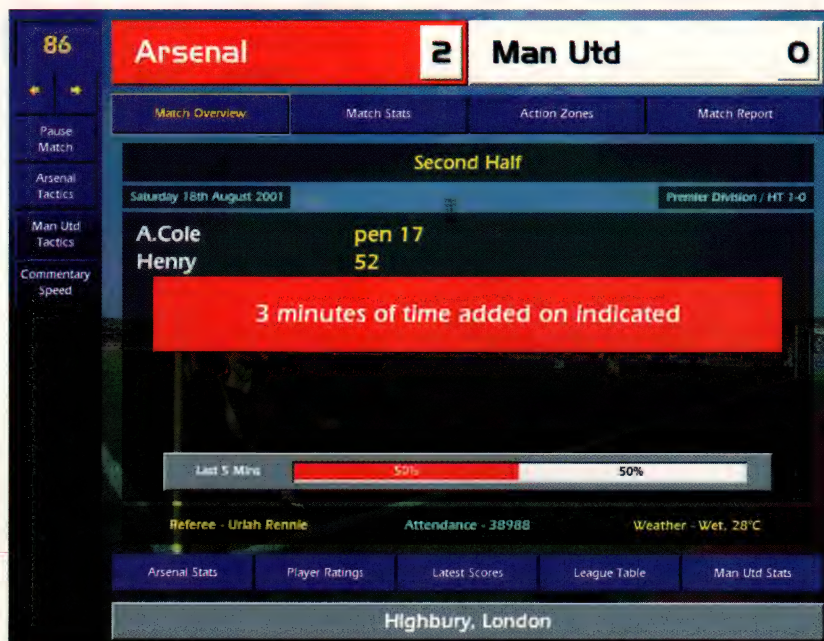 86
Arsenal 2 Man Utd 0
Match Overview Match Stats Action Zones Match Report
Pause
Match
Arsenal
Tactics
Man Utd
Tactics
Commentary
Speed
Second Half
Saturday 18th August 2001 Premier Division / HT 1-0
A.Cole pen 17
Henry 52
3 minutes of time added on indicated
Last 5 Mins 50% 50%
Referee - Uriah Rennie Attendance - 38988 Weather - Wet, 28°C
Arsenal Stats Player Ratings Latest Scores League Table Man Utd Stats
Highbury, London